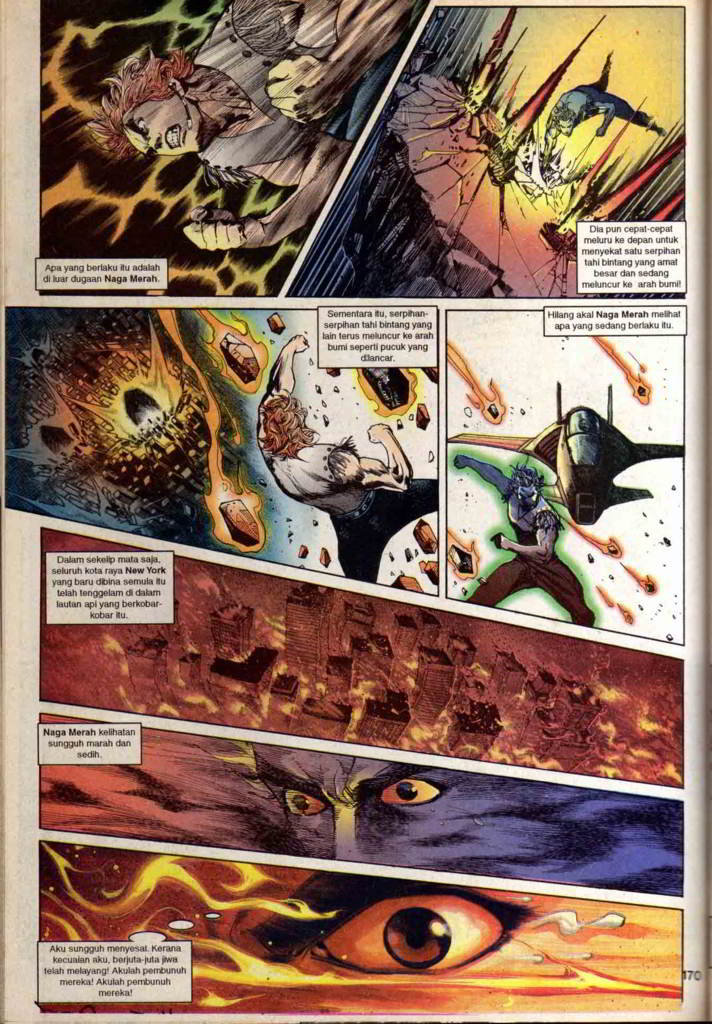 Apa yang berlaku itu adalah
di luar dugaan Naga Merah.
Dia pun cepat-cepat
meluru ke depan untuk
menyekat satu serpihan
tahi bintang yang amat
besar dan sedang
meluncur ke arah bumi!
Sementara itu, serpihan-
serpihan tahi bintang yang
lain terus meluncur ke arah
bumi seperti pucuk yang
dilancar.
Hilang akal Naga Merah melihat
apa yang sedang berlaku itu.
Dalam sekelip mata saja,
seluruh kota raya New York
yang baru dibina semula itu
telah tenggelam di dalam
lautan api yang berkobar-
kobar itu.
Naga Merah kelihatan
sungguh marah dan
sedih.
Aku sungguh menyesal. Kerana
kecuaian aku, berjuta-juta jiwa
telah melayang! Akulah pembunuh
mereka! Akulah pembunuh
mereka!
170